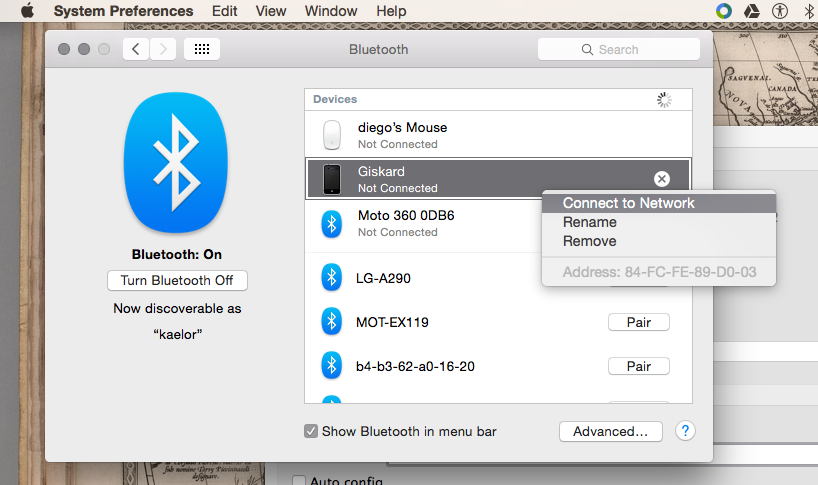 System Preferences Edit View Window Help
Bluetooth
Search
Devices
diego's Mouse
Not Connected
Giskard
Not Connected
Connect to Network
Rename
Remove
Address: 84-FC-FE-89-D0-03
Moto 360 0DB6
Not Connected
LG-A290
MOT-EX119
Pair
b4-b3-62-a0-16-20
Pair
Bluetooth: On
Turn Bluetooth Off
Now discoverable as
“kaelor”
Show Bluetooth in menu bar
Advanced...
?
Auto config
SAGVENAI.
CANADA
NOVA